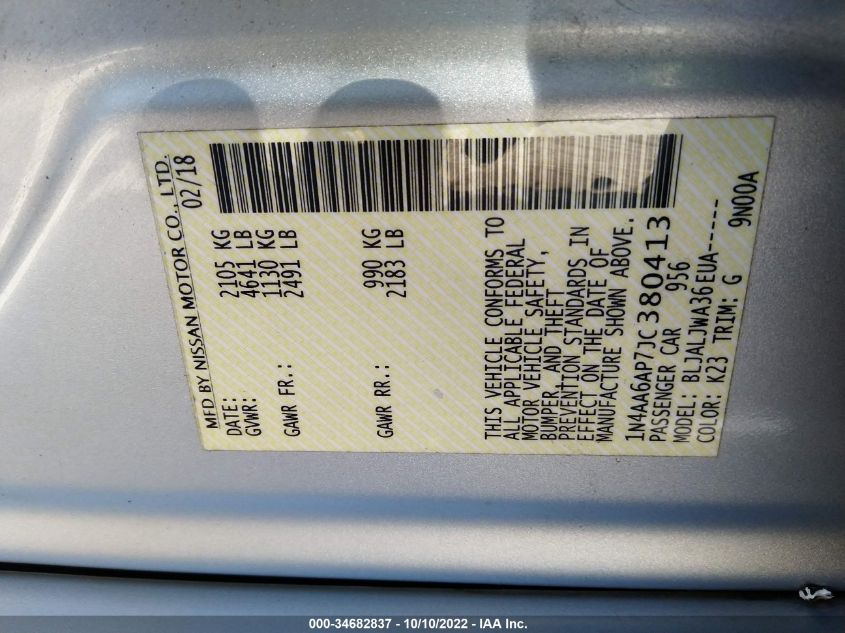 MFD BY NISSAN MOTOR CO., LTD.
DATE: 02/18
GVWR: 2105 KG
4641 LB
GAWR FR.: 1130 KG
2491 LB
GAWR RR.: 990 KG
2183 LB
THIS VEHICLE CONFORMS TO
ALL APPLICABLE FEDERAL
MOTOR VEHICLE SAFETY,
BUMPER, AND THEFT
PREVENTION STANDARDS IN
EFFECT ON THE DATE OF
MANUFACTURE SHOWN ABOVE.
1N4AA6AP7JC380413
PASSENGER CAR 956
MODEL: BLJALJWA36EUA------
COLOR: K23 TRIM: G 9N00A
000-34682837 - 10/10/2022 - IAA Inc.